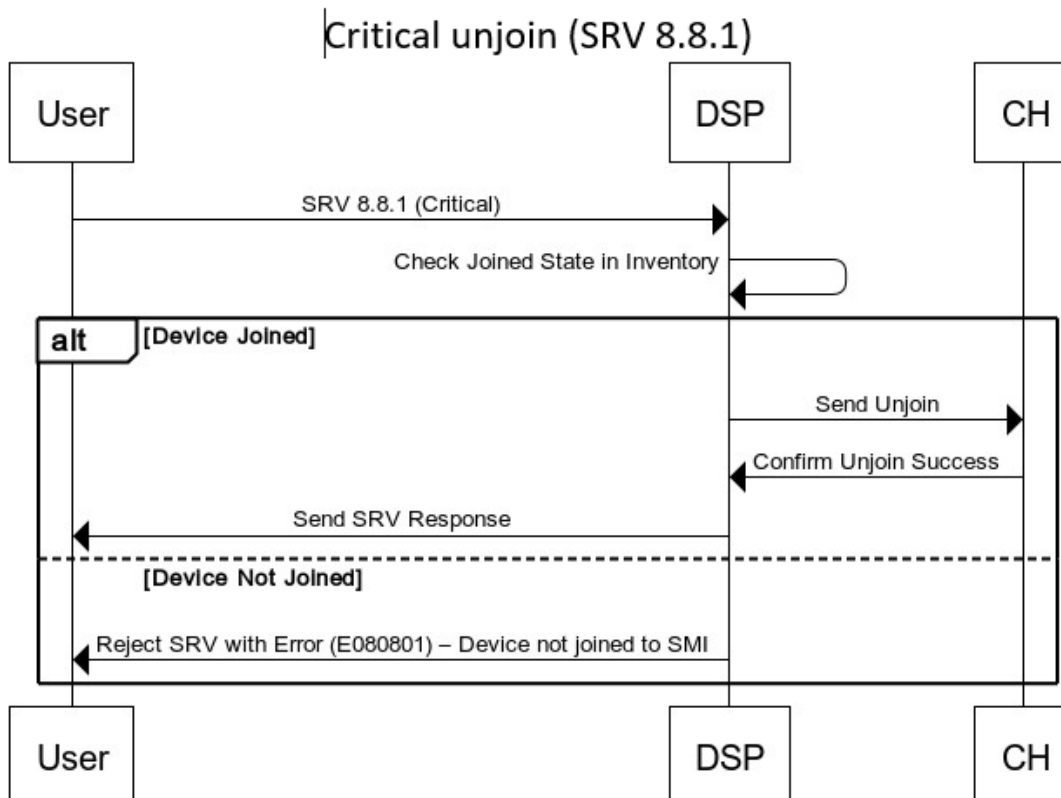 Critical unjoin (SRV 8.8.1)
User
DSP
CH
SRV 8.8.1 (Critical)
Check Joined State in Inventory
alt
[Device Joined]
Send Unjoin
Confirm Unjoin Success
Send SRV Response
[Device Not Joined]
Reject SRV with Error (E080801) – Device not joined to SMI
User
DSP
CH